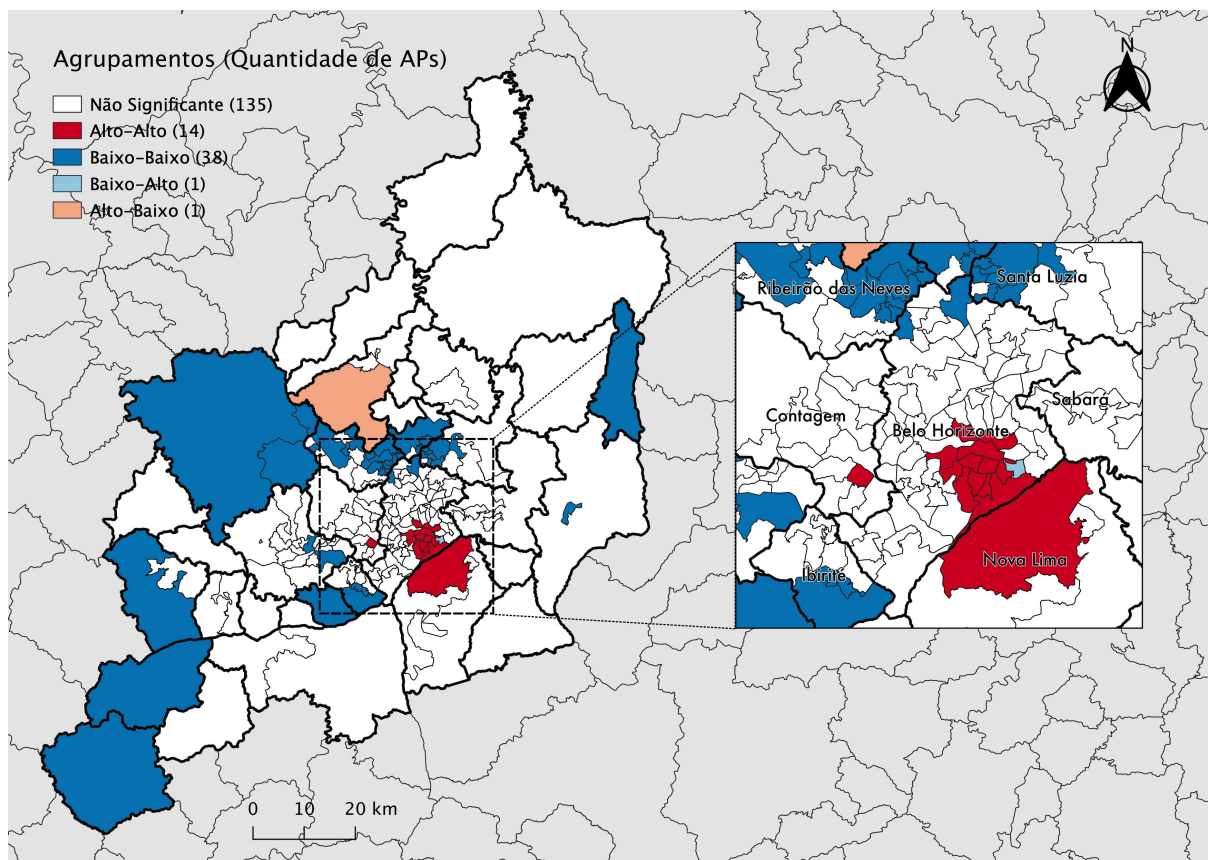 Agrupamentos (Quantidade de APs)
Não Significante (135)
Alto-Alto (14)
Baixo-Baixo (38)
Baixo-Alto (1)
Alto-Baixo (1)
N
Ribeirão das Neves
Santa Luzia
Sabará
Contagem
Belo Horizonte
Nova Lima
Ibirité
0 10 20 km